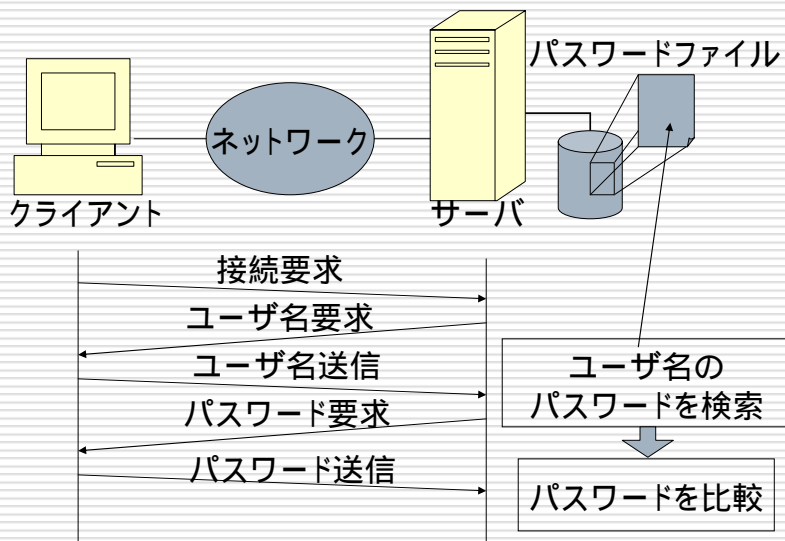 パスワードファイル
ネットワーク
クライアント
サーバ
接続要求
ユーザ名要求
ユーザ名送信
パスワード要求
パスワード送信
ユーザ名の
パスワードを検索
パスワードを比較